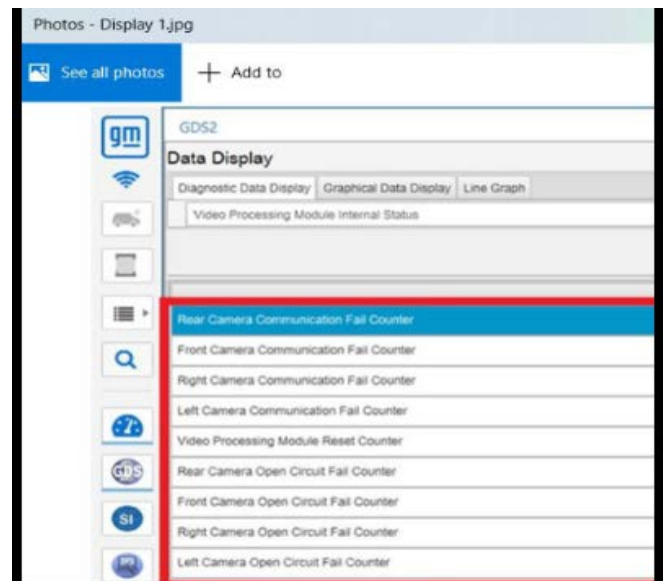 Photos - Display 1.jpg
See all photos + Add to
gm
GDS2
Data Display
Diagnostic Data Display Graphical Data Display Line Graph
Video Processing Module Internal Status
Rear Camera Communication Fail Counter
Front Camera Communication Fail Counter
Right Camera Communication Fail Counter
Left Camera Communication Fail Counter
Video Processing Module Reset Counter
Rear Camera Open Circuit Fail Counter
GDS
Front Camera Open Circuit Fail Counter
SI
Right Camera Open Circuit Fail Counter
Left Camera Open Circuit Fail Counter